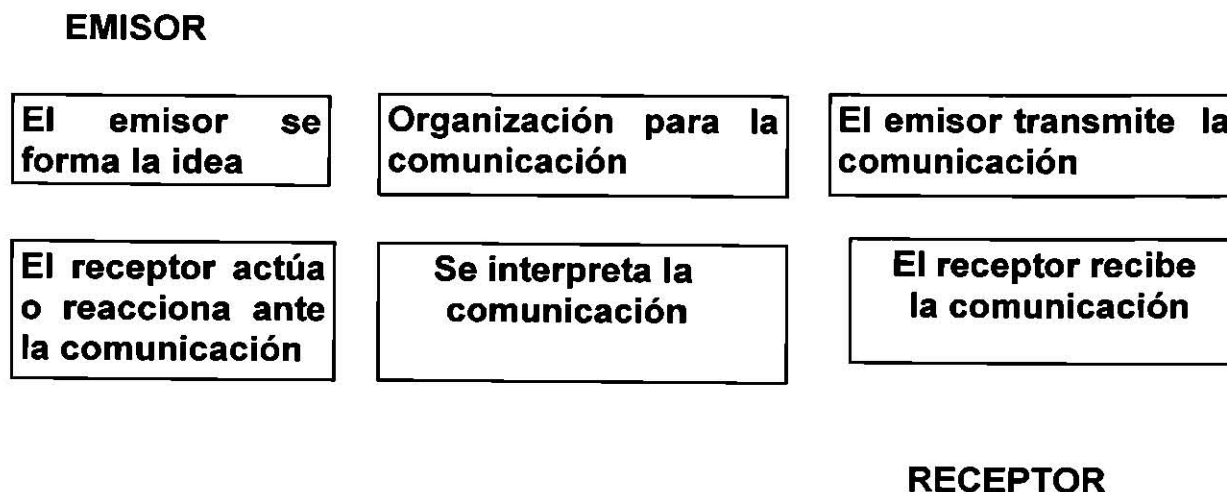 EMISOR
El emisor se
forma la idea
Organización para la
comunicación
El emisor transmite la
comunicación
El receptor actúa
o reacciona ante
la comunicación
Se interpreta la
comunicación
El receptor recibe
la comunicación
RECEPTOR